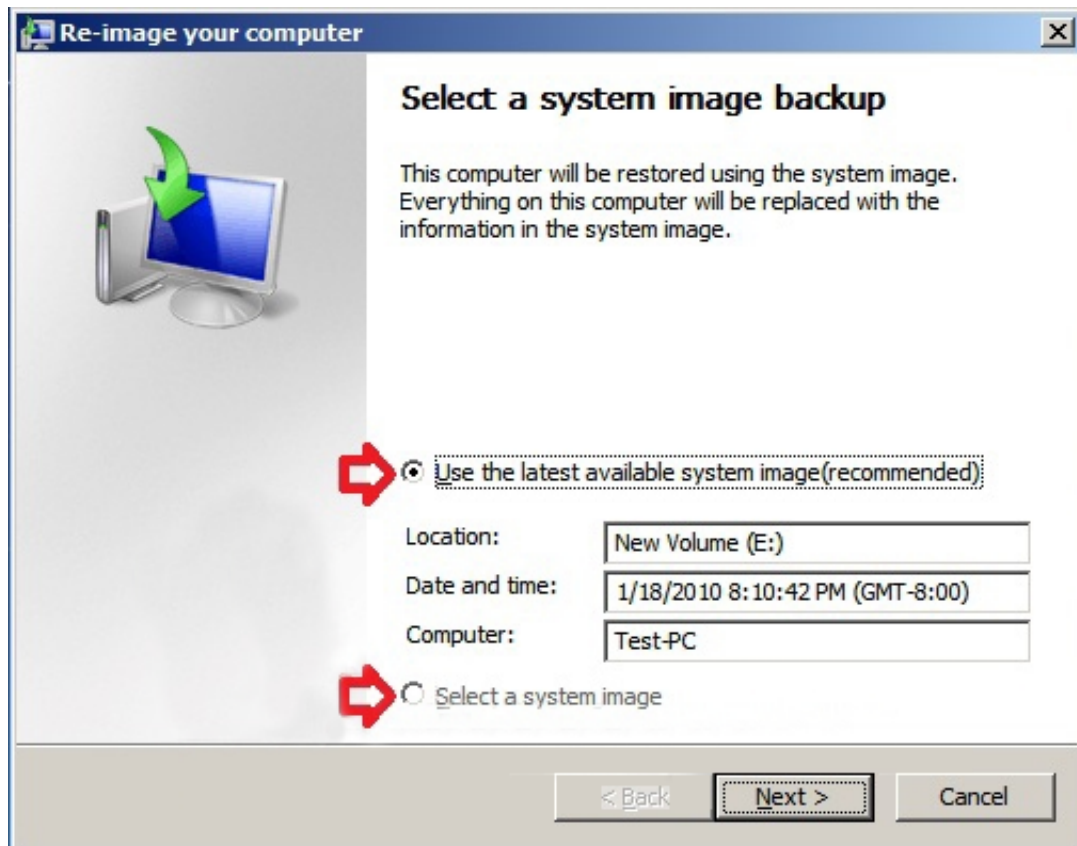 Re-image your computer
Select a system image backup
This computer will be restored using the system image.
Everything on this computer will be replaced with the
information in the system image.
Use the latest available system image(recommended)
Location: New Volume (E:)
Date and time: 1/18/2010 8:10:42 PM (GMT-8:00)
Computer: Test-PC
Select a system image
< Back Next > Cancel